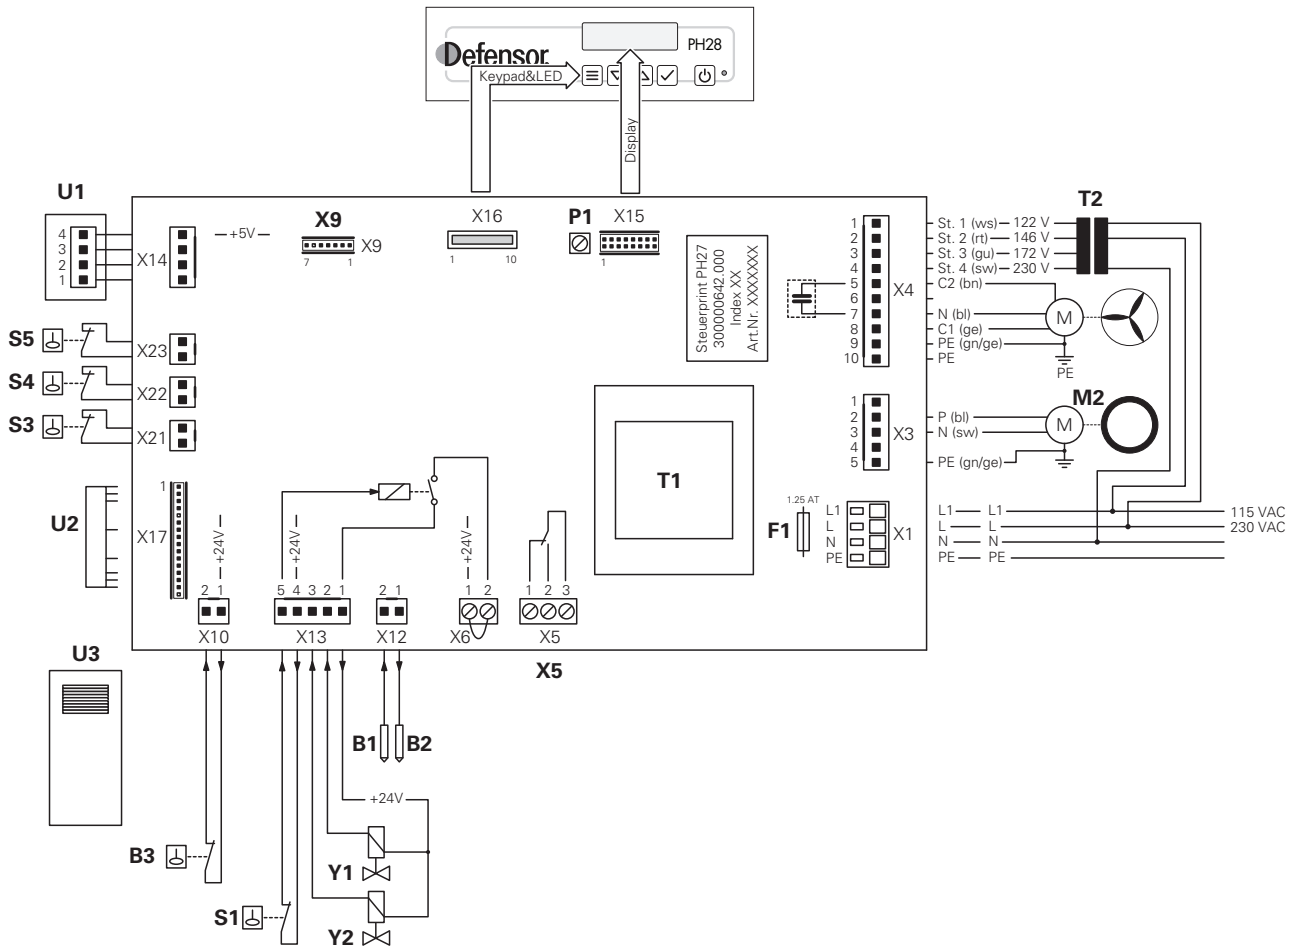 Defensor
PH28
Keypad&LED
Display
U1
4
3
2
1
X14
—+5V—
X9
X9
7 1
X16
1 10
P1
X15
1
Steuerprint PH27
300000642.000
Index XX
Art.Nr. XXXXXXX
1
2
3
4
5
6
7
8
9
10
X4
St. 1 (ws) 122 V
St. 2 (rt) 146 V
St. 3 (gu) 172 V
St. 4 (sw) 230 V
C2 (bn)
N (bl)
C1 (ge)
PE (gn/ge)
PE
T2
M
PE
S5
X23
S4
X22
S3
X21
1
2
3
4
5
X3
P (bl)
N (sw)
PE (gn/ge)
M
M2
T1
U2
1
X17
+24V
2 1
X10
+24V
5 4 3 2 1
X13
2 1
X12
+24V
1 2
X6
1 2 3
X5
X5
1.25 AT
F1
L1
L
N
PE
X1
L1 L1 115 VAC
L L 230 VAC
N N
PE PE
U3
B1 B2
+24V
B3
Y1
S1
Y2